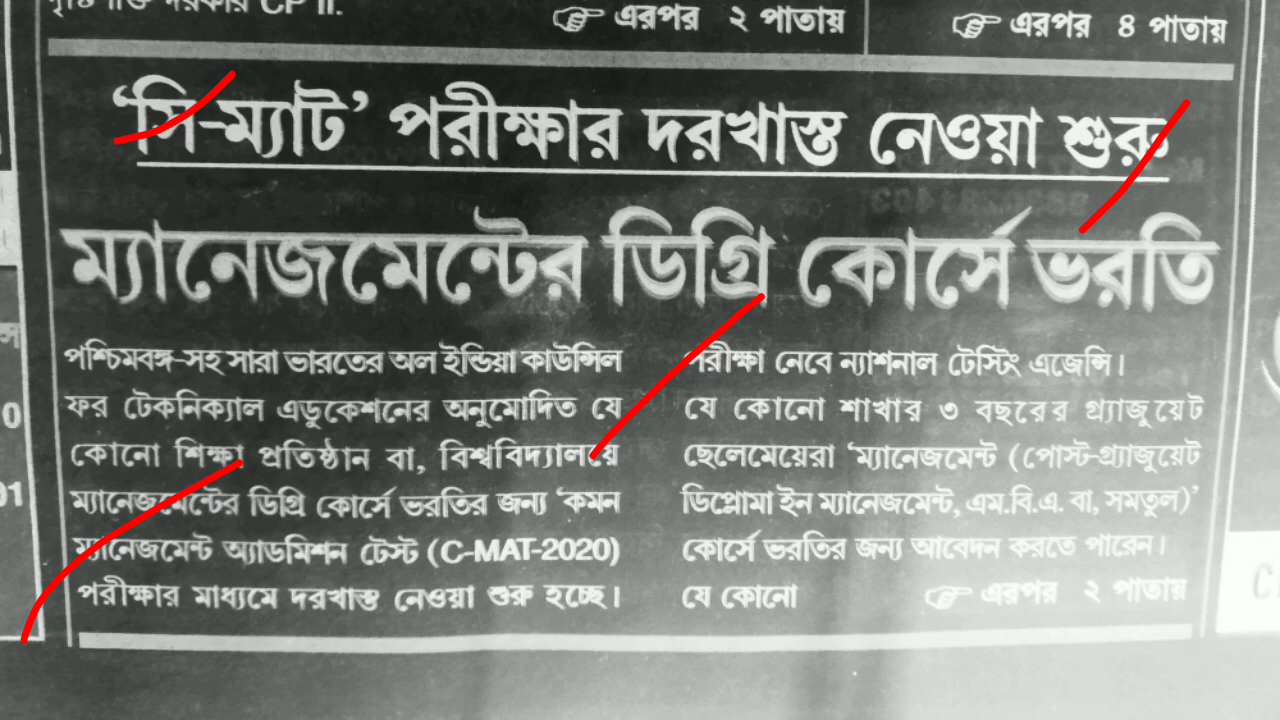 CP II.
☞ এরপর ২ পাতায়
☞ এরপর ৪ পাতায়
‘সি-ম্যাট’ পরীক্ষার দরখাস্ত নেওয়া শুরু
ম্যানেজমেন্টের ডিগ্রি কোর্সে ভরতি
পশ্চিমবঙ্গ-সহ সারা ভারতের অল ইন্ডিয়া কাউন্সিল
ফর টেকনিক্যাল এডুকেশনের অনুমোদিত যে
কোনো শিক্ষা প্রতিষ্ঠান বা, বিশ্ববিদ্যালয়ে
ম্যানেজমেন্টের ডিগ্রি কোর্সে ভরতির জন্য ‘কমন
ম্যানেজমেন্ট অ্যাডমিশন টেস্ট (C-MAT-2020)
পরীক্ষার মাধ্যমে দরখাস্ত নেওয়া শুরু হচ্ছে।
পরীক্ষা নেবে ন্যাশনাল টেস্টিং এজেন্সি।
যে কোনো শাখার ৩ বছরের গ্র্যাজুয়েট
ছেলেমেয়েরা ‘ম্যানেজমেন্ট (পোস্ট-গ্র্যাজুয়েট
ডিপ্লোমা ইন ম্যানেজমেন্ট, এম.বি.এ. বা, সমতুল)’
কোর্সে ভরতির জন্য আবেদন করতে পারেন।
যে কোনো ☞ এরপর ২ পাতায়